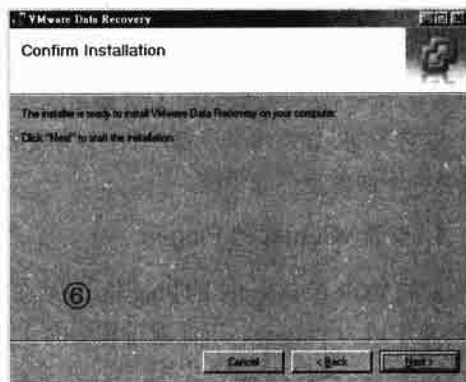 VMware Data Recovery
Confirm Installation
The installer is ready to install VMware Data Recovery on your computer.
Click "Next" to start the installation.
⑥
Cancel
< Back
Next >